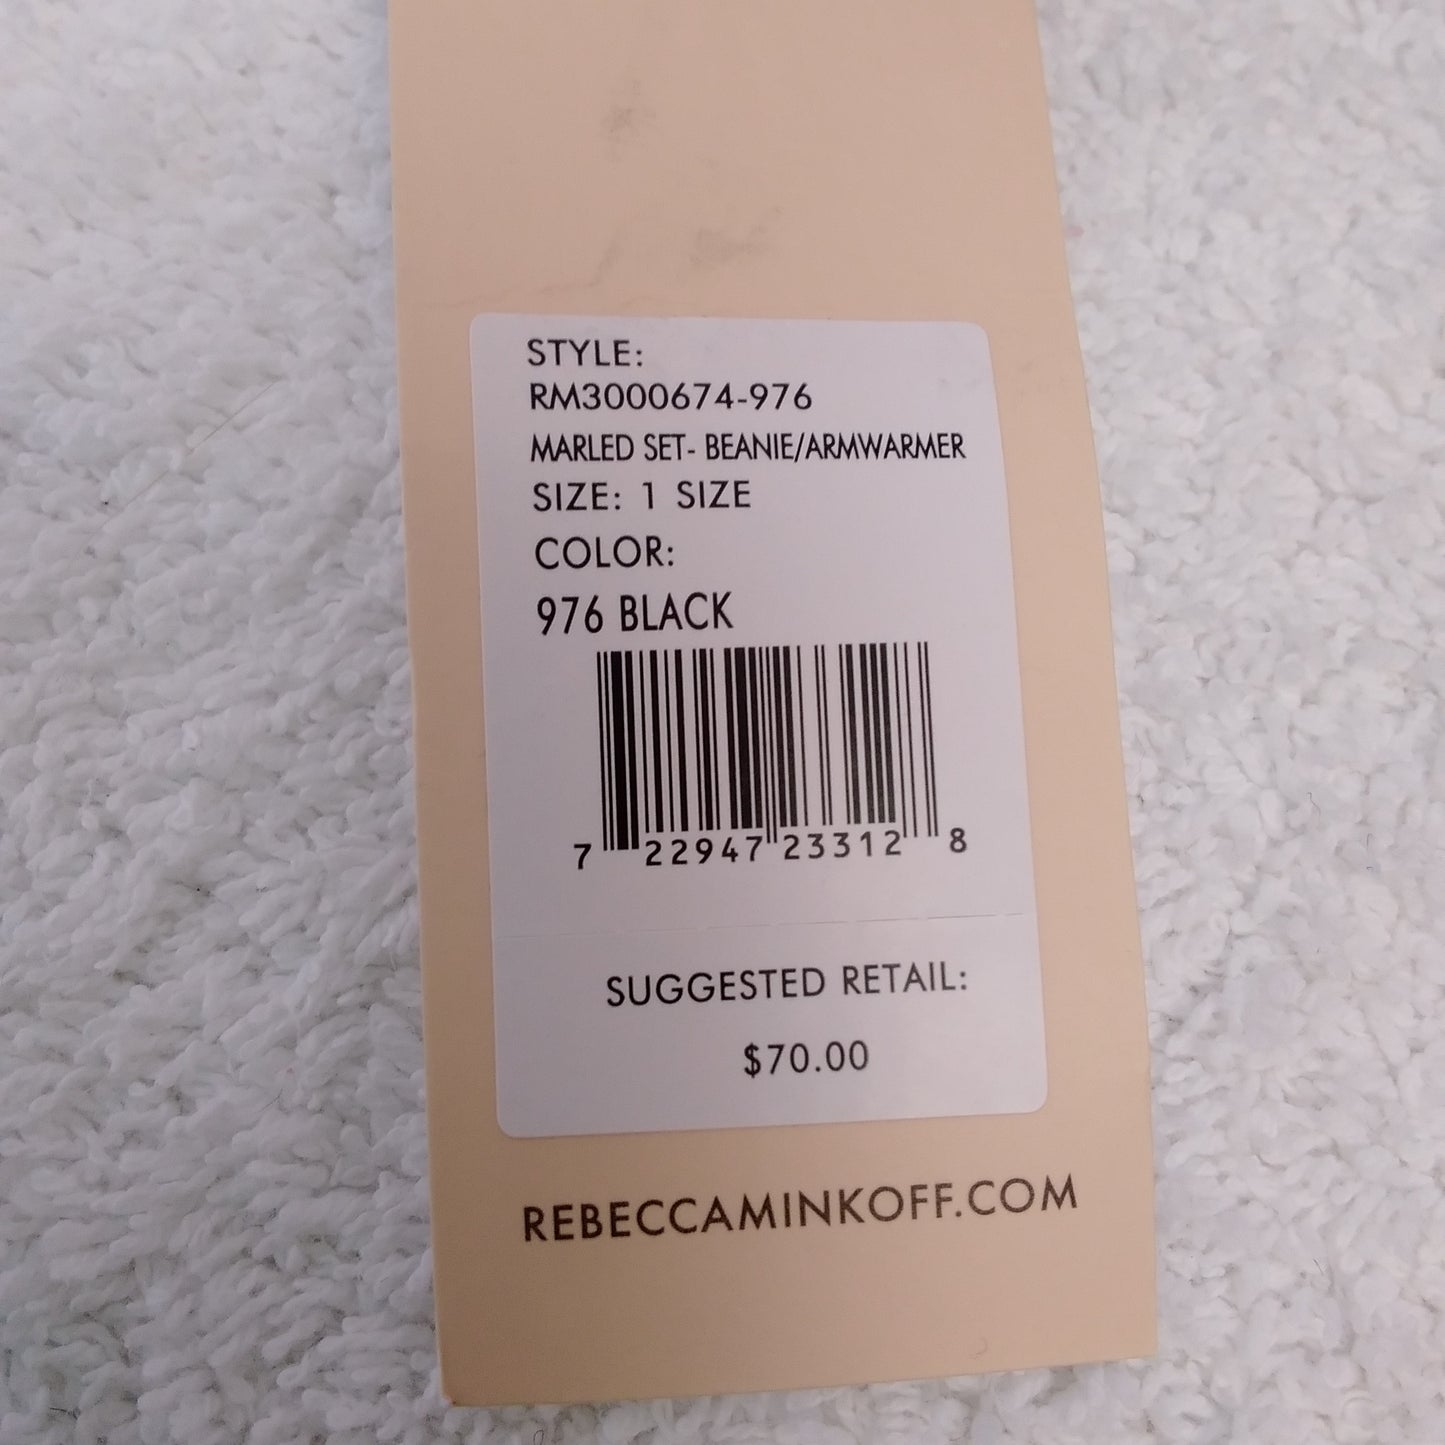 STYLE:
RM3000674-976
MARLED SET- BEANIE/ARMWARMER
SIZE: 1 SIZE
COLOR:
976 BLACK
7 22947 23312 8
SUGGESTED RETAIL:
$70.00
REBECCAMINKOFF.COM